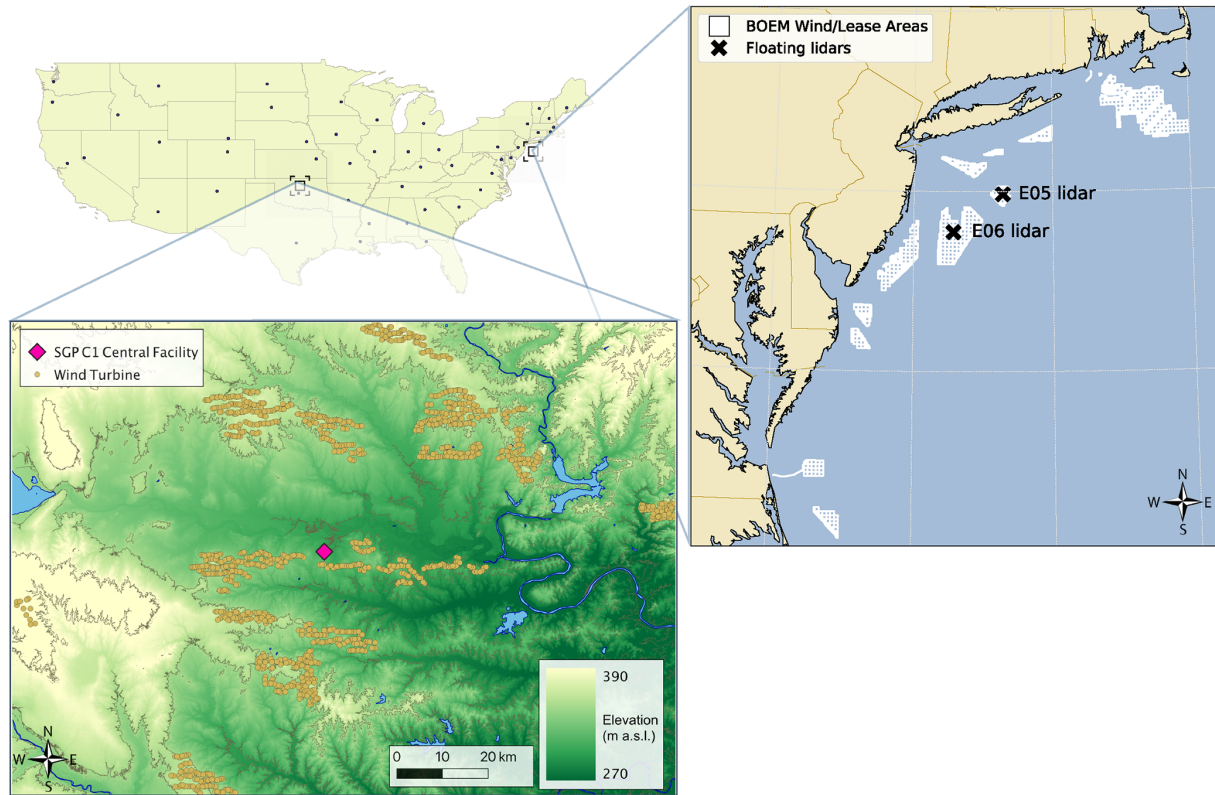 BOEM Wind/Lease Areas
Floating lidars
E05 lidar
E06 lidar
N
W E
S
SGP C1 Central Facility
Wind Turbine
390
Elevation
(m a.s.l.)
270
0 10 20 km
N
W E
S